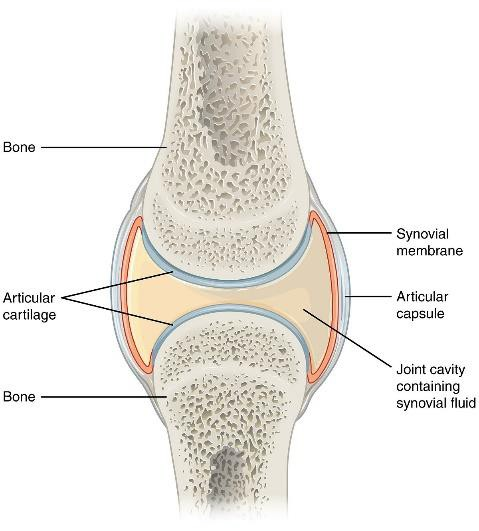 Bone
Synovial
membrane
Articular
cartilage
Articular
capsule
Joint cavity
containing
synovial fluid
Bone